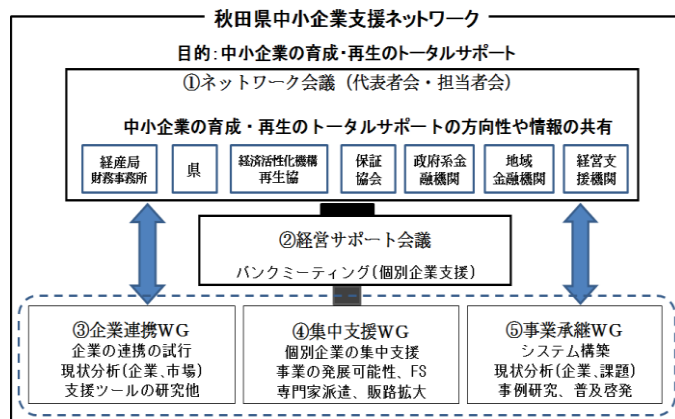 秋田県中小企業支援ネットワーク
目的:中小企業の育成・再生のトータルサポート
①ネットワーク会議（代表者会・担当者会）
中小企業の育成・再生のトータルサポートの方向性や情報の共有
経産局
財務事務所
県
経済活性化機構
再生協
保証
協会
政府系金
融機関
地域
金融機関
経営支
援機関
②経営サポート会議
バンクミーティング(個別企業支援)
③企業連携WG
企業の連携の試行
現状分析(企業、市場)
支援ツールの研究他
④集中支援WG
個別企業の集中支援
事業の発展可能性、FS
専門家派遣、販路拡大
⑤事業承継WG
システム構築
現状分析(企業、課題)
事例研究、普及啓発